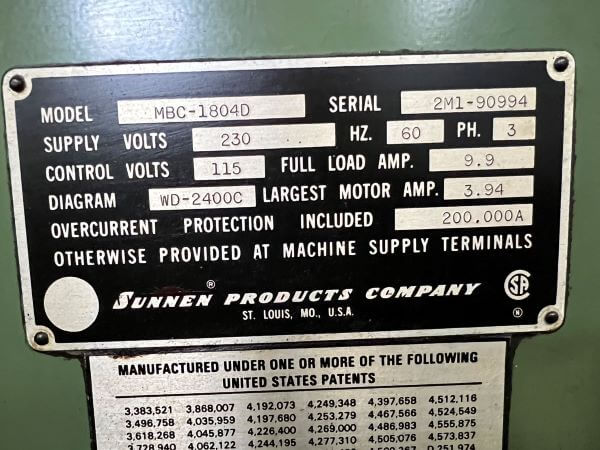 MODEL MBC-1804D SERIAL 2M1-90994
SUPPLY VOLTS 230 HZ. 60 PH. 3
CONTROL VOLTS 115 FULL LOAD AMP. 9.9
DIAGRAM WD-2400C LARGEST MOTOR AMP. 3.94
OVERCURRENT PROTECTION INCLUDED 200,000A
OTHERWISE PROVIDED AT MACHINE SUPPLY TERMINALS
SUNNEN® PRODUCTS COMPANY
ST. LOUIS, MO., U.S.A.
MANUFACTURED UNDER ONE OR MORE OF THE FOLLOWING
UNITED STATES PATENTS
3,383,521 3,868,007 4,192,073 4,249,348 4,397,658 4,512,116
3,496,758 4,035,959 4,197,680 4,253,279 4,467,566 4,524,549
3,618,268 4,045,877 4,226,400 4,269,000 4,486,983 4,555,875
3,728,940 4,062,122 4,244,195 4,277,310 4,505,076 4,573,837